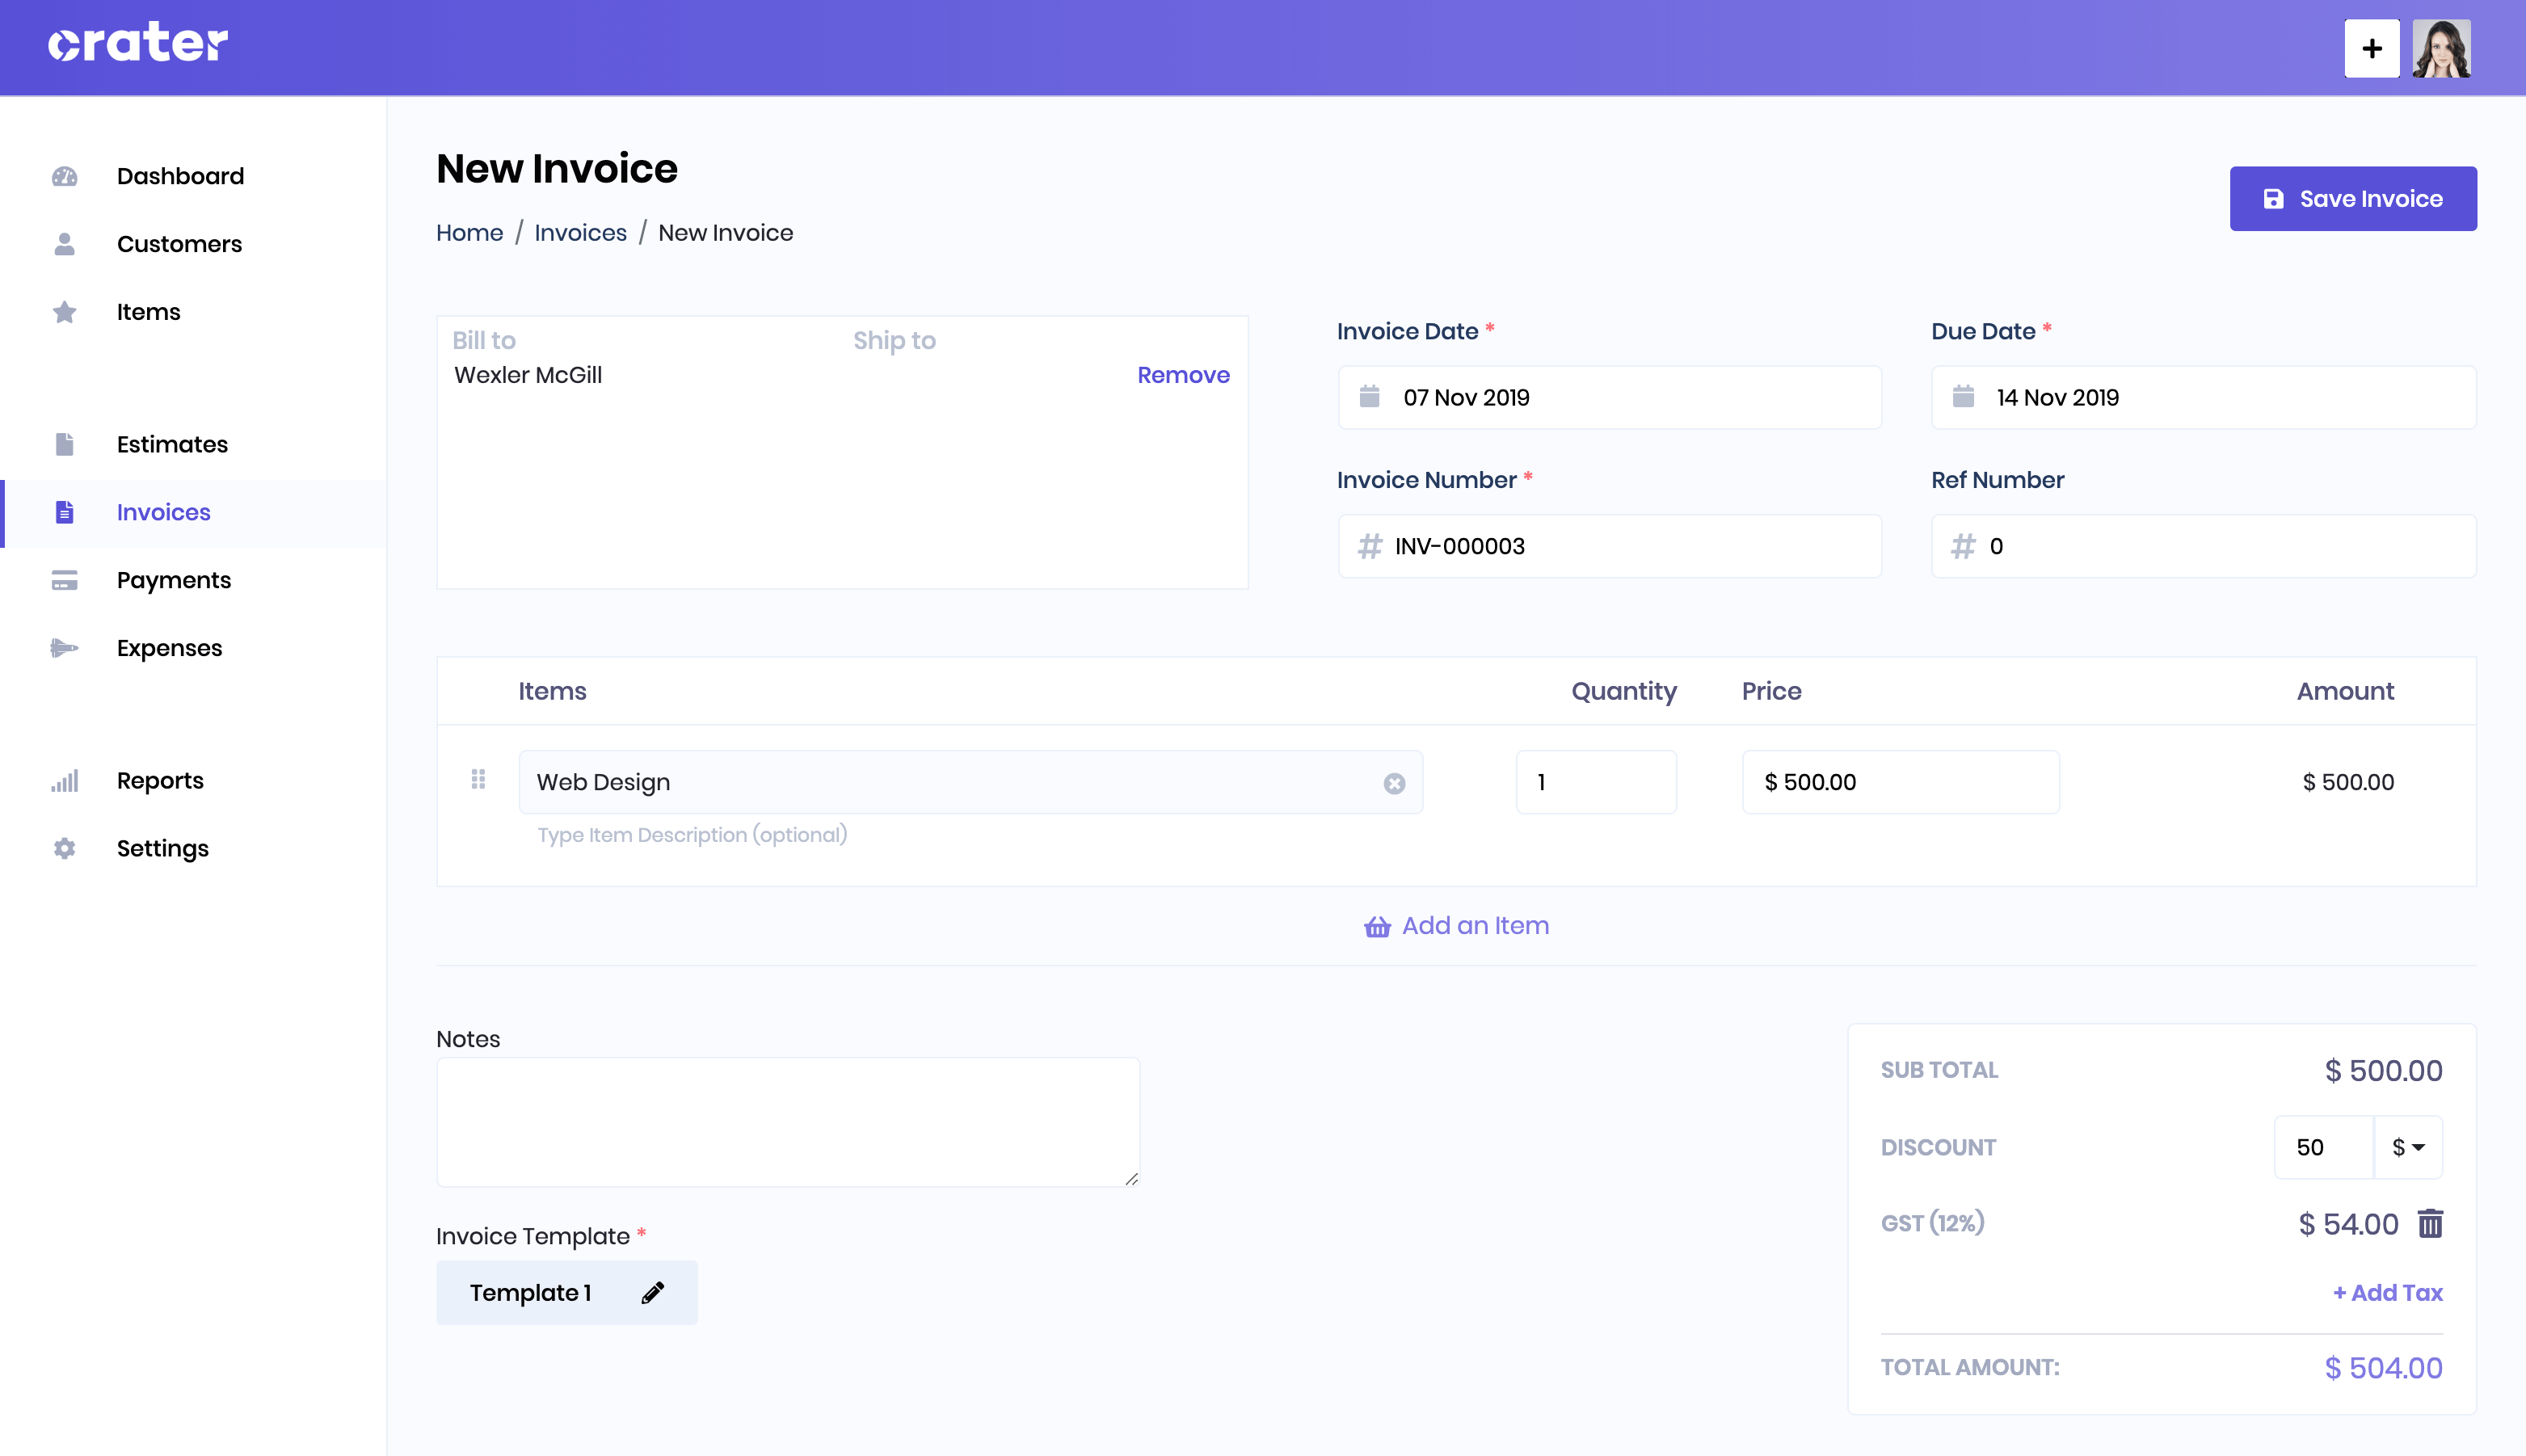 crater
Dashboard
Customers
Items
Estimates
Invoices
Payments
Expenses
Reports
Settings
New Invoice
Home / Invoices / New Invoice
Save Invoice
Bill to
Wexler McGill
Ship to
Remove
Invoice Date *
07 Nov 2019
Due Date *
14 Nov 2019
Invoice Number *
# INV-000003
Ref Number
# 0
Items Quantity Price Amount
Web Design 1 $ 500.00 $ 500.00
Type Item Description (optional)
Add an Item
Notes
Invoice Template *
Template 1
SUB TOTAL $ 500.00
DISCOUNT 50 $
GST (12%) $ 54.00
+ Add Tax
TOTAL AMOUNT: $ 504.00